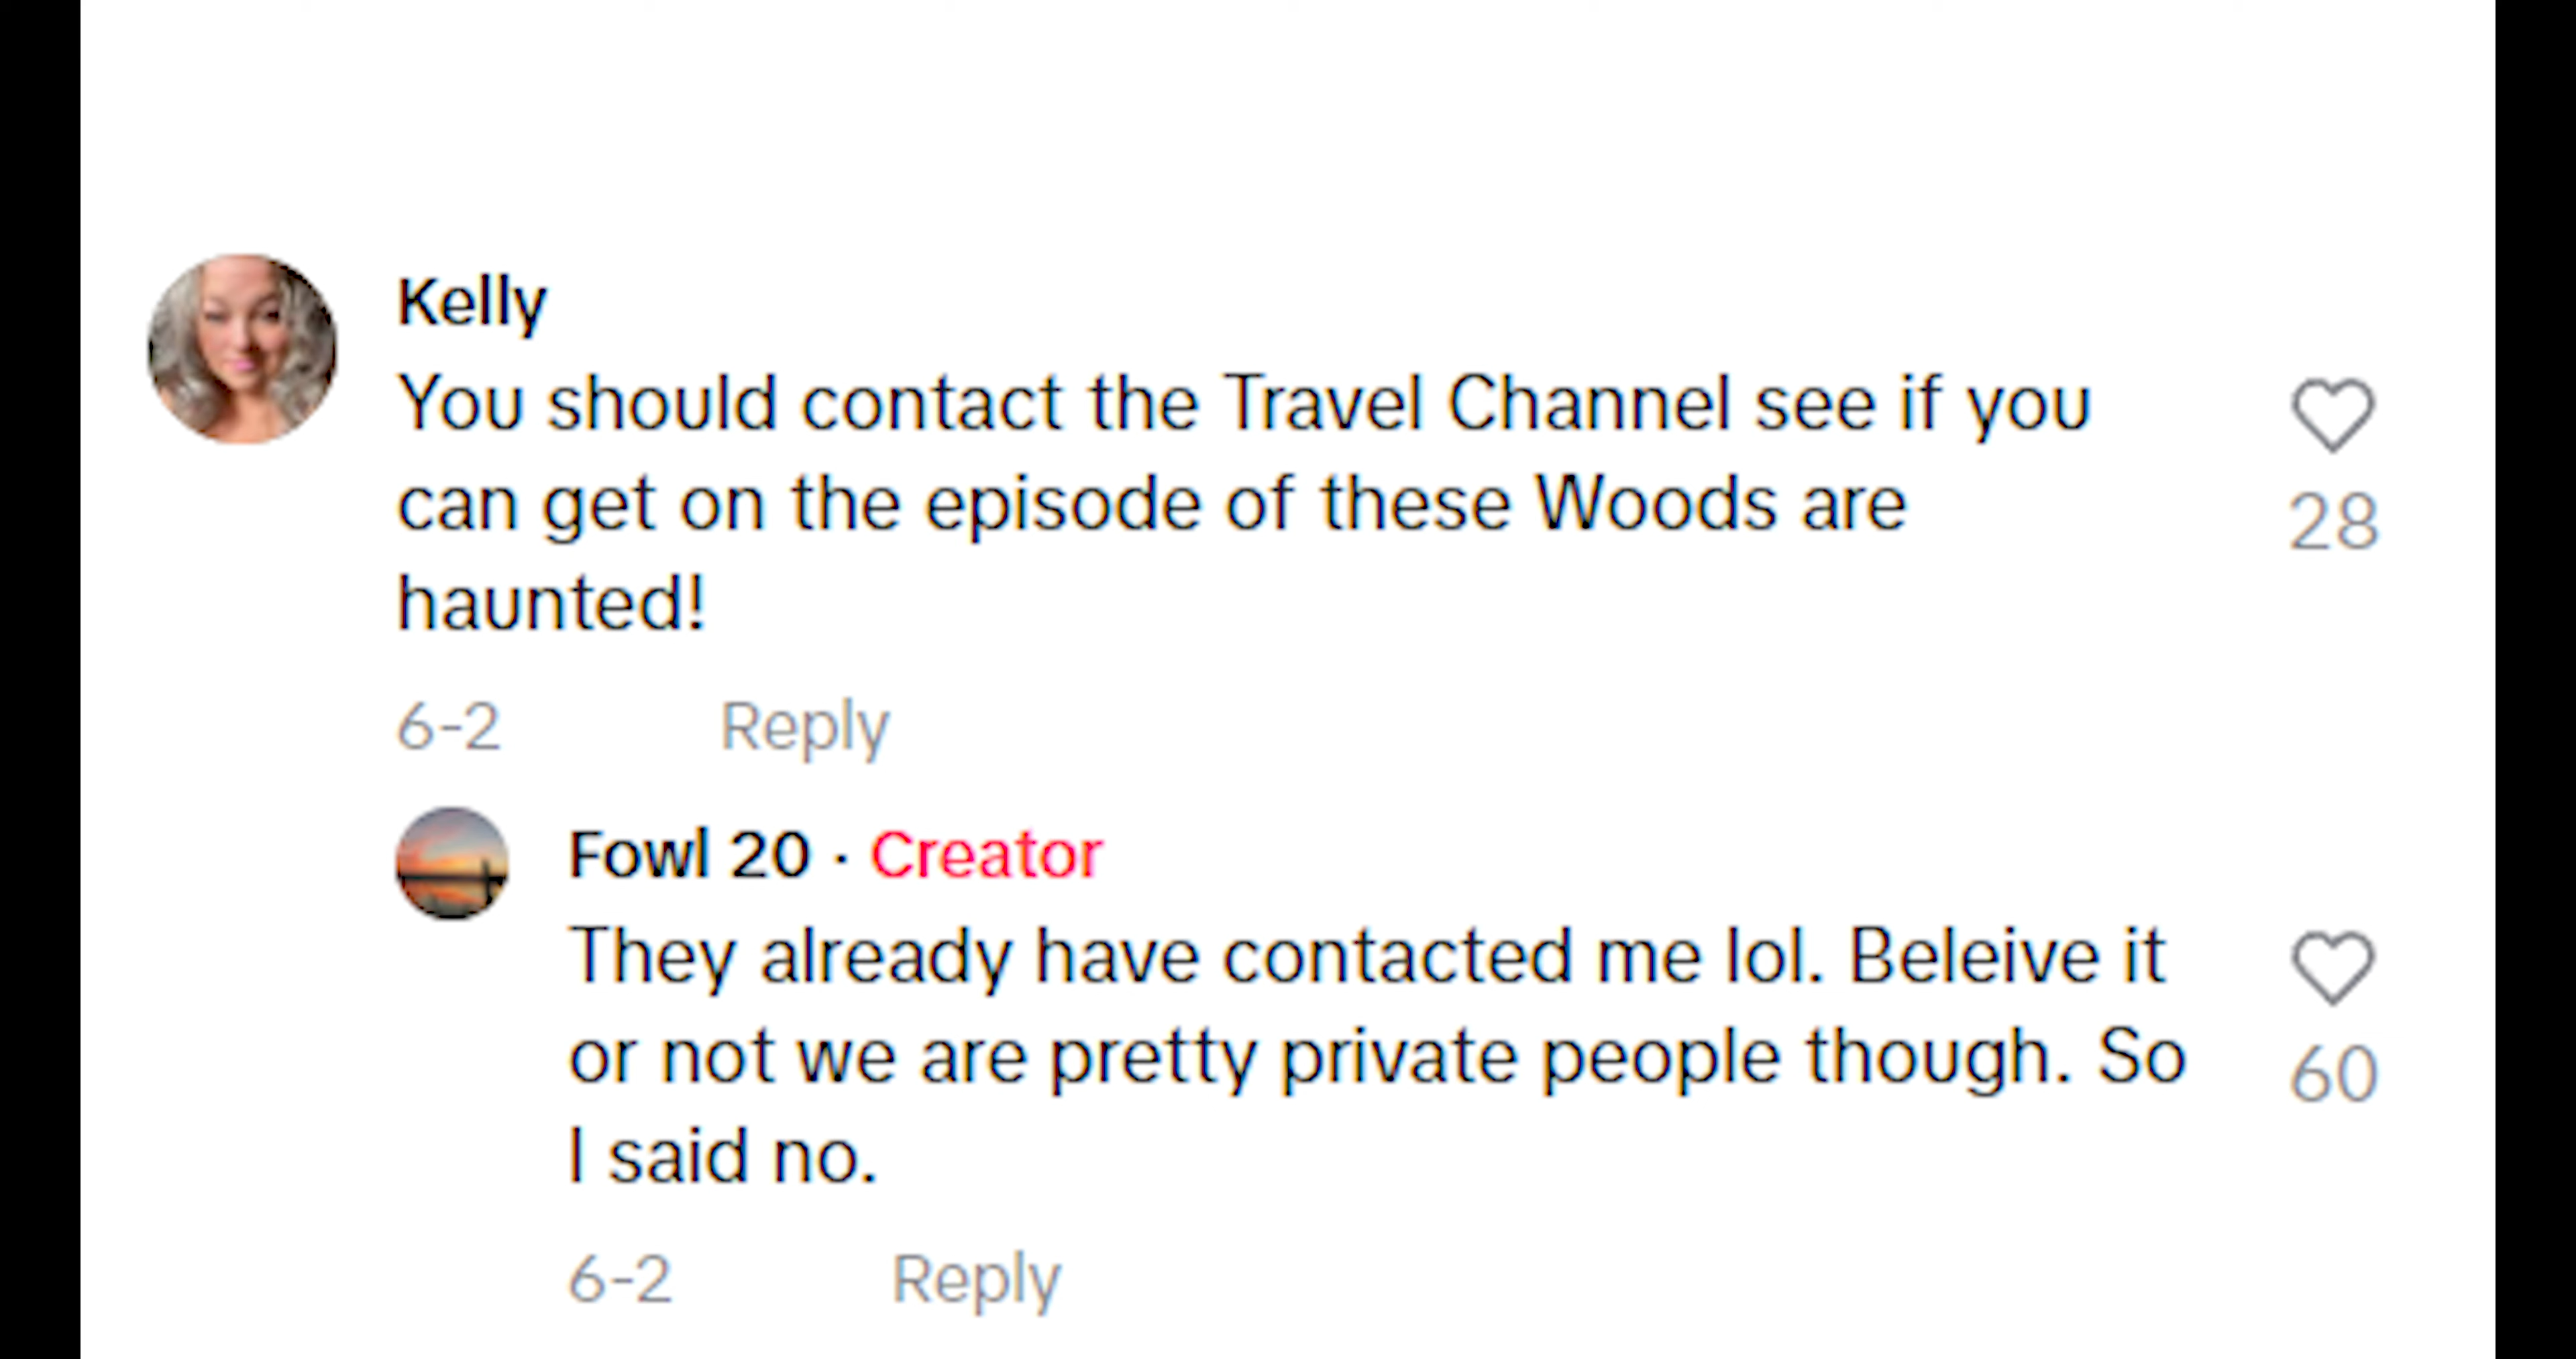 Kelly
You should contact the Travel Channel see if you
can get on the episode of these Woods are
haunted!
28
6-2 Reply
Fowl 20 · Creator
They already have contacted me lol. Beleive it
or not we are pretty private people though. So
I said no.
60
6-2 Reply